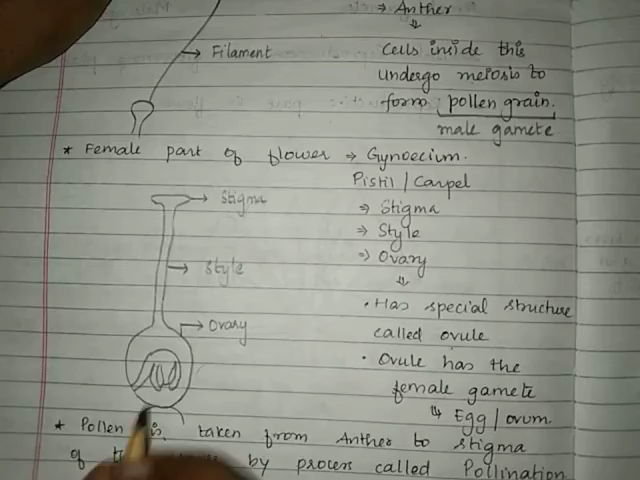 ⇒ Anther
→ Filament
⇓
Cells inside this
undergo meiosis to
form pollen grain.
male gamete
* Female part of flower → Gynoecium.
Pistil / Carpel
→ Stigma
⇒ Stigma
⇒ Style
→ Style
⇒ Ovary
⇓
→ Ovary
• Has special structure
called ovule
• Ovule has the
female gamete
↳ Egg / ovum.
* Pollen is taken from Anther to stigma
of by process called Pollination